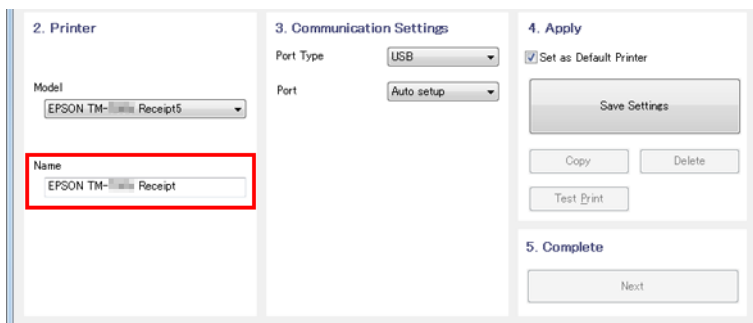 2. Printer
Model
EPSON TM- Receipt5
Name
EPSON TM- Receipt
3. Communication Settings
Port Type
USB
Port
Auto setup
4. Apply
Set as Default Printer
Save Settings
Copy
Delete
Test Print
5. Complete
Next